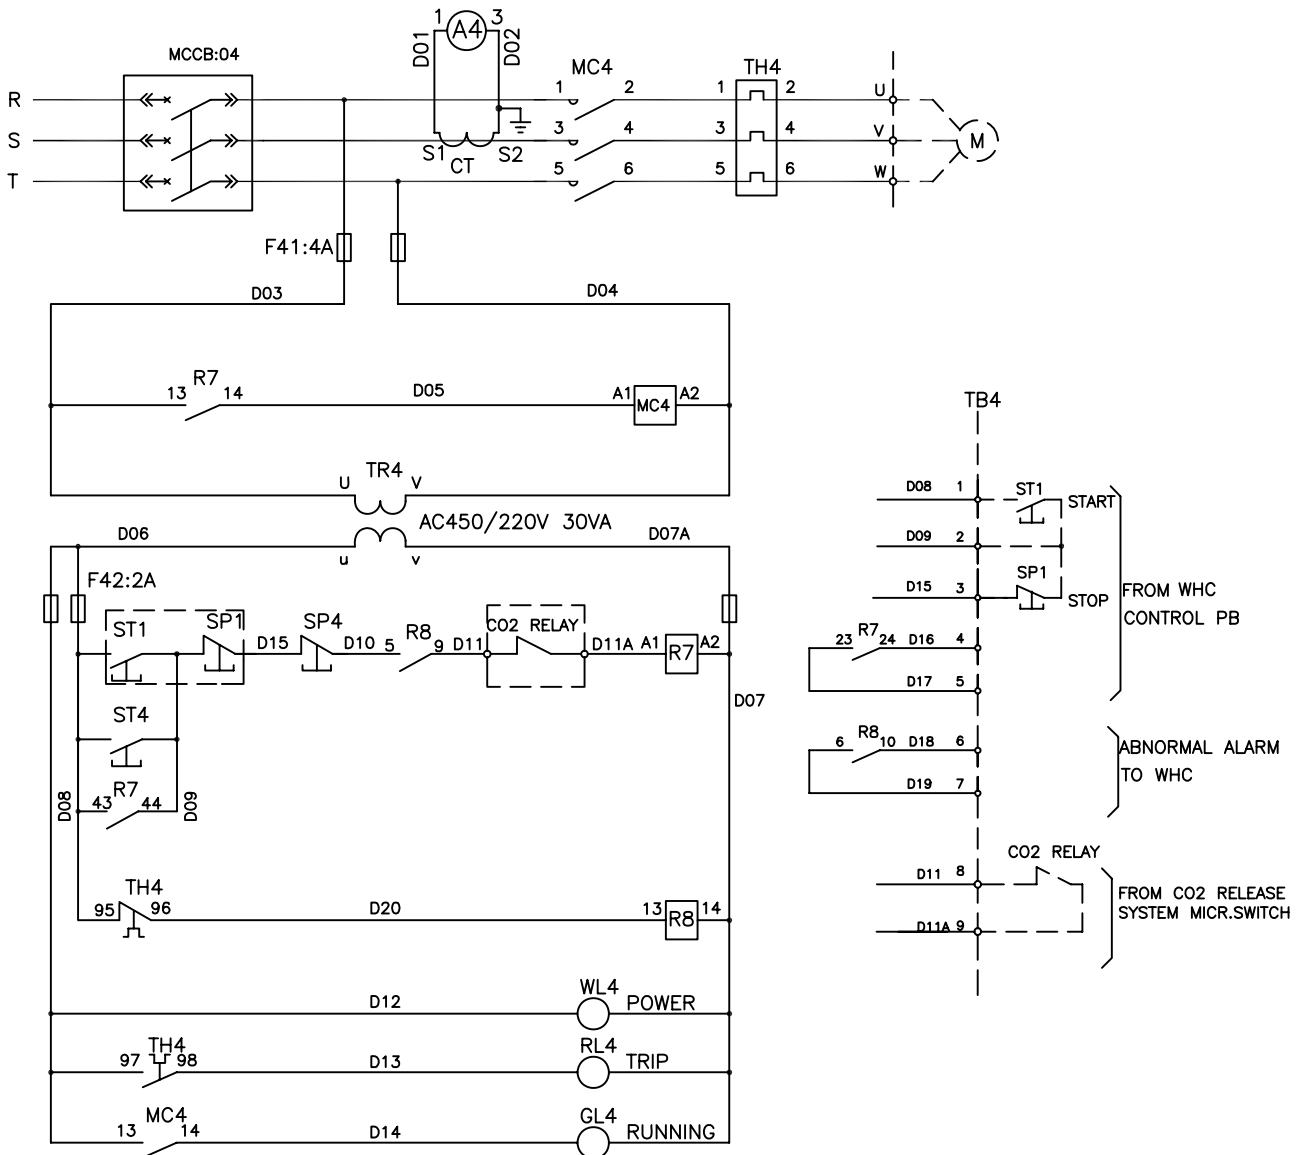 1 A4 3
D01 D02
MCCB:04
MC4 TH4
R 1 2 1 2 U
S 3 4 3 4 V M
S1 CT S2
T 5 6 5 6 W
F41:4A
D03 D04
R7
13 14 D05 A1 MC4 A2
TR4
U V
AC450/220V 30VA
D06 D07A
u v
F42:2A
ST1 SP1 D15 SP4 D10 5 R8 9 D11 CO2 RELAY D11A A1 R7 A2
D07
ST4
R7
43 44
D08 D09
TH4
95 96 D20 13 R8 14
D12 WL4 POWER
TH4
97 98 D13 RL4 TRIP
MC4
13 14 D14 GL4 RUNNING
TB4
D08 1 ST1 START
D09 2
D15 3 SP1 STOP
FROM WHC
CONTROL PB
23 R7 24 D16 4
D17 5
6 R8 10 D18 6
D19 7
ABNORMAL ALARM
TO WHC
CO2 RELAY
D11 8
D11A 9
FROM CO2 RELEASE
SYSTEM MICR.SWITCH